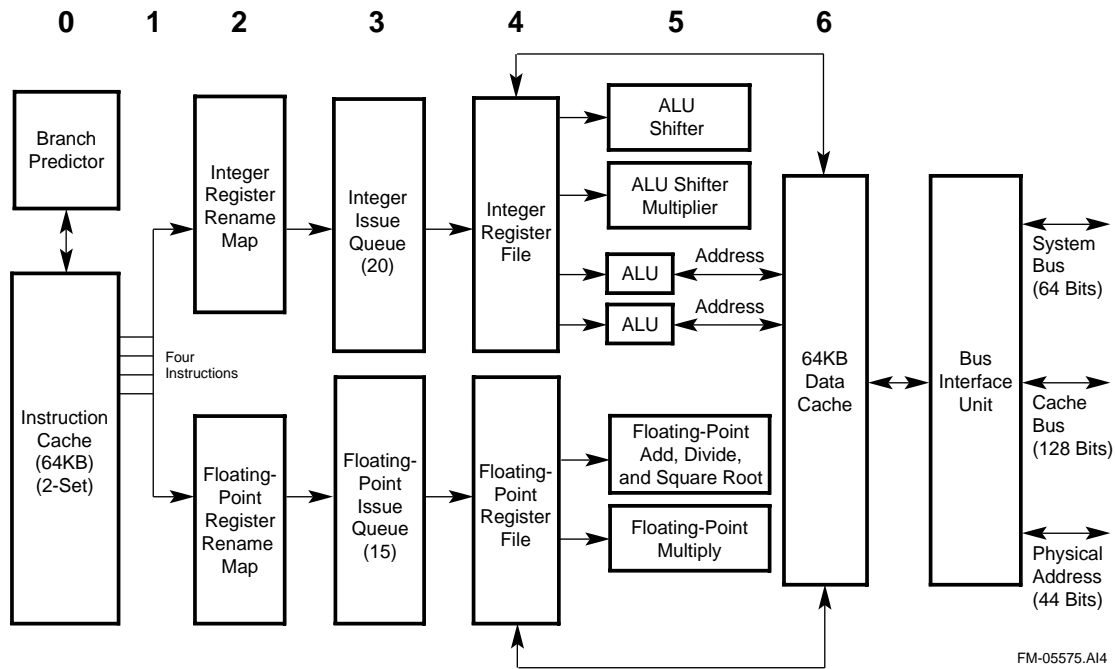 0 1 2 3 4 5 6
Branch
Predictor
Instruction
Cache
(64KB)
(2-Set)
Four
Instructions
Integer
Register
Rename
Map
Floating-
Point
Register
Rename
Map
Integer
Issue
Queue
(20)
Floating-
Point
Issue
Queue
(15)
Integer
Register
File
Floating-
Point
Register
File
ALU
Shifter
ALU Shifter
Multiplier
ALU
Address
ALU
Address
Floating-Point
Add, Divide,
and Square Root
Floating-Point
Multiply
64KB
Data
Cache
Bus
Interface
Unit
System
Bus
(64 Bits)
Cache
Bus
(128 Bits)
Physical
Address
(44 Bits)
FM-05575.AI4